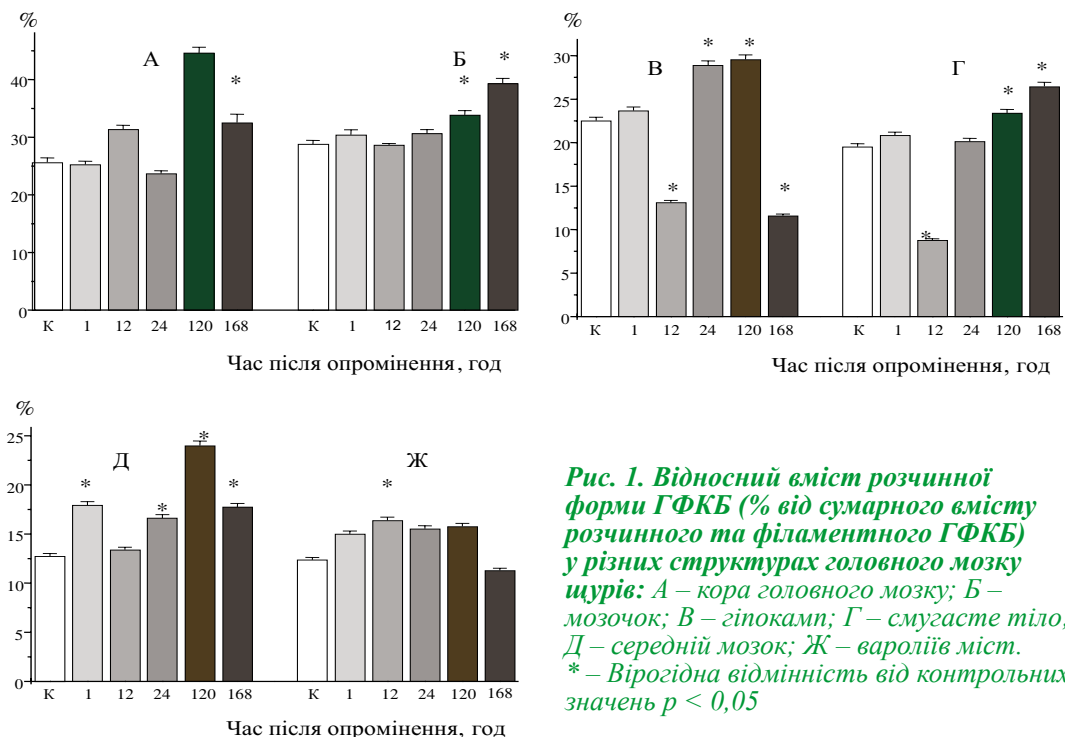 %
А
Б
*
*
*
40
30
20
10
0
К 1 12 24 120 168 К 1 12 24 120 168
Час після опромінення, год
%
В
Г
*
*
*
*
*
*
*
30
25
20
15
10
5
0
К 1 12 24 120 168 К 1 12 24 120 168
Час після опромінення, год
%
Д
Ж
*
*
*
*
*
25
20
15
10
5
0
К 1 12 24 120 168 К 1 12 24 120 168
Час після опромінення, год
Рис. 1. Відносний вміст розчинної
форми ГФКБ (% від сумарного вмісту
розчинного та філаментного ГФКБ)
у різних структурах головного мозку
щурів: А – кора головного мозку; Б –
мозочок; В – гіпокамп; Г – смугасте тіло,
Д – середній мозок; Ж – вароліїв міст.
* – Вірогідна відмінність від контрольних
значень p < 0,05